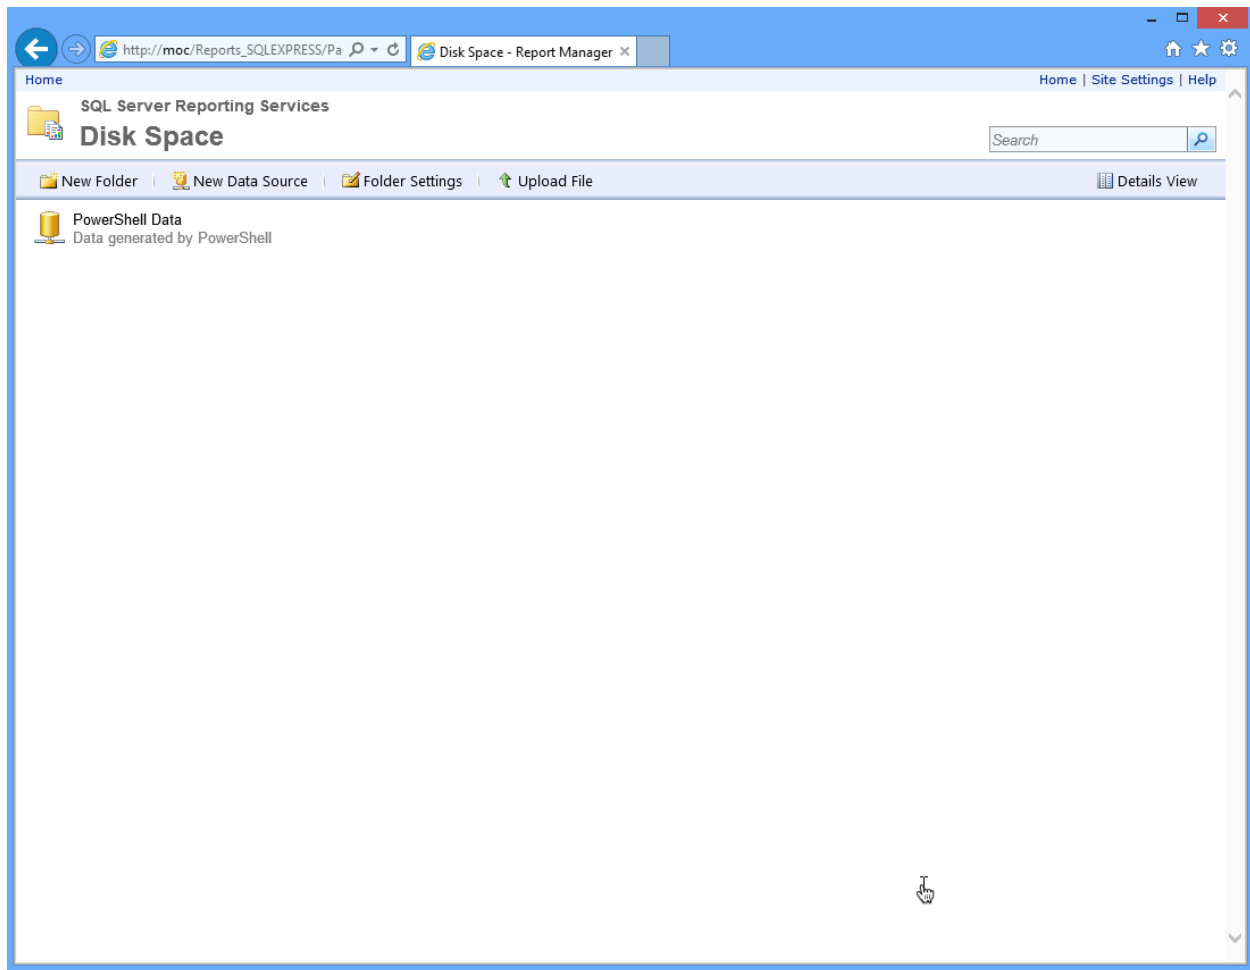 http://moc/Reports_SQLEXPRESS/Pa
Disk Space - Report Manager
Home
Home | Site Settings | Help
SQL Server Reporting Services
Disk Space
Search
New Folder
New Data Source
Folder Settings
Upload File
Details View
PowerShell Data
Data generated by PowerShell